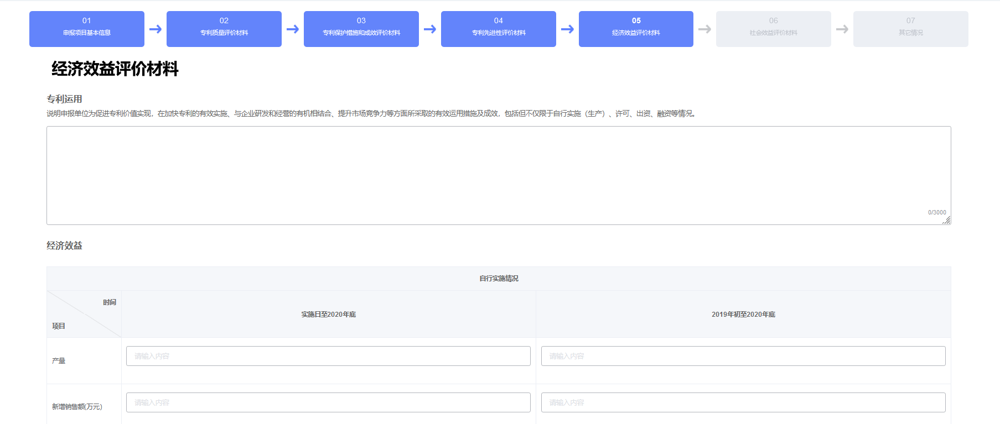 01
申报项目基本信息
02
专利质量评价材料
03
专利保护措施和成效评价材料
04
专利先进性评价材料
05
经济效益评价材料
06
社会效益评价材料
07
其它情况
经济效益评价材料
专利运用
说明申报单位为促进专利价值实现，在加快专利的有效实施、与企业研发和经营的有机相结合、提升市场竞争力等方面所采取的有效运用措施及成效，包括但不仅限于自行实施（生产）、许可、出资、融资等情况。
0/3000
经济效益
自行实施情况
时间
项目
实施日至2020年底
2019年初至2020年底
产量
请输入内容
请输入内容
新增销售额(万元)
请输入内容
请输入内容